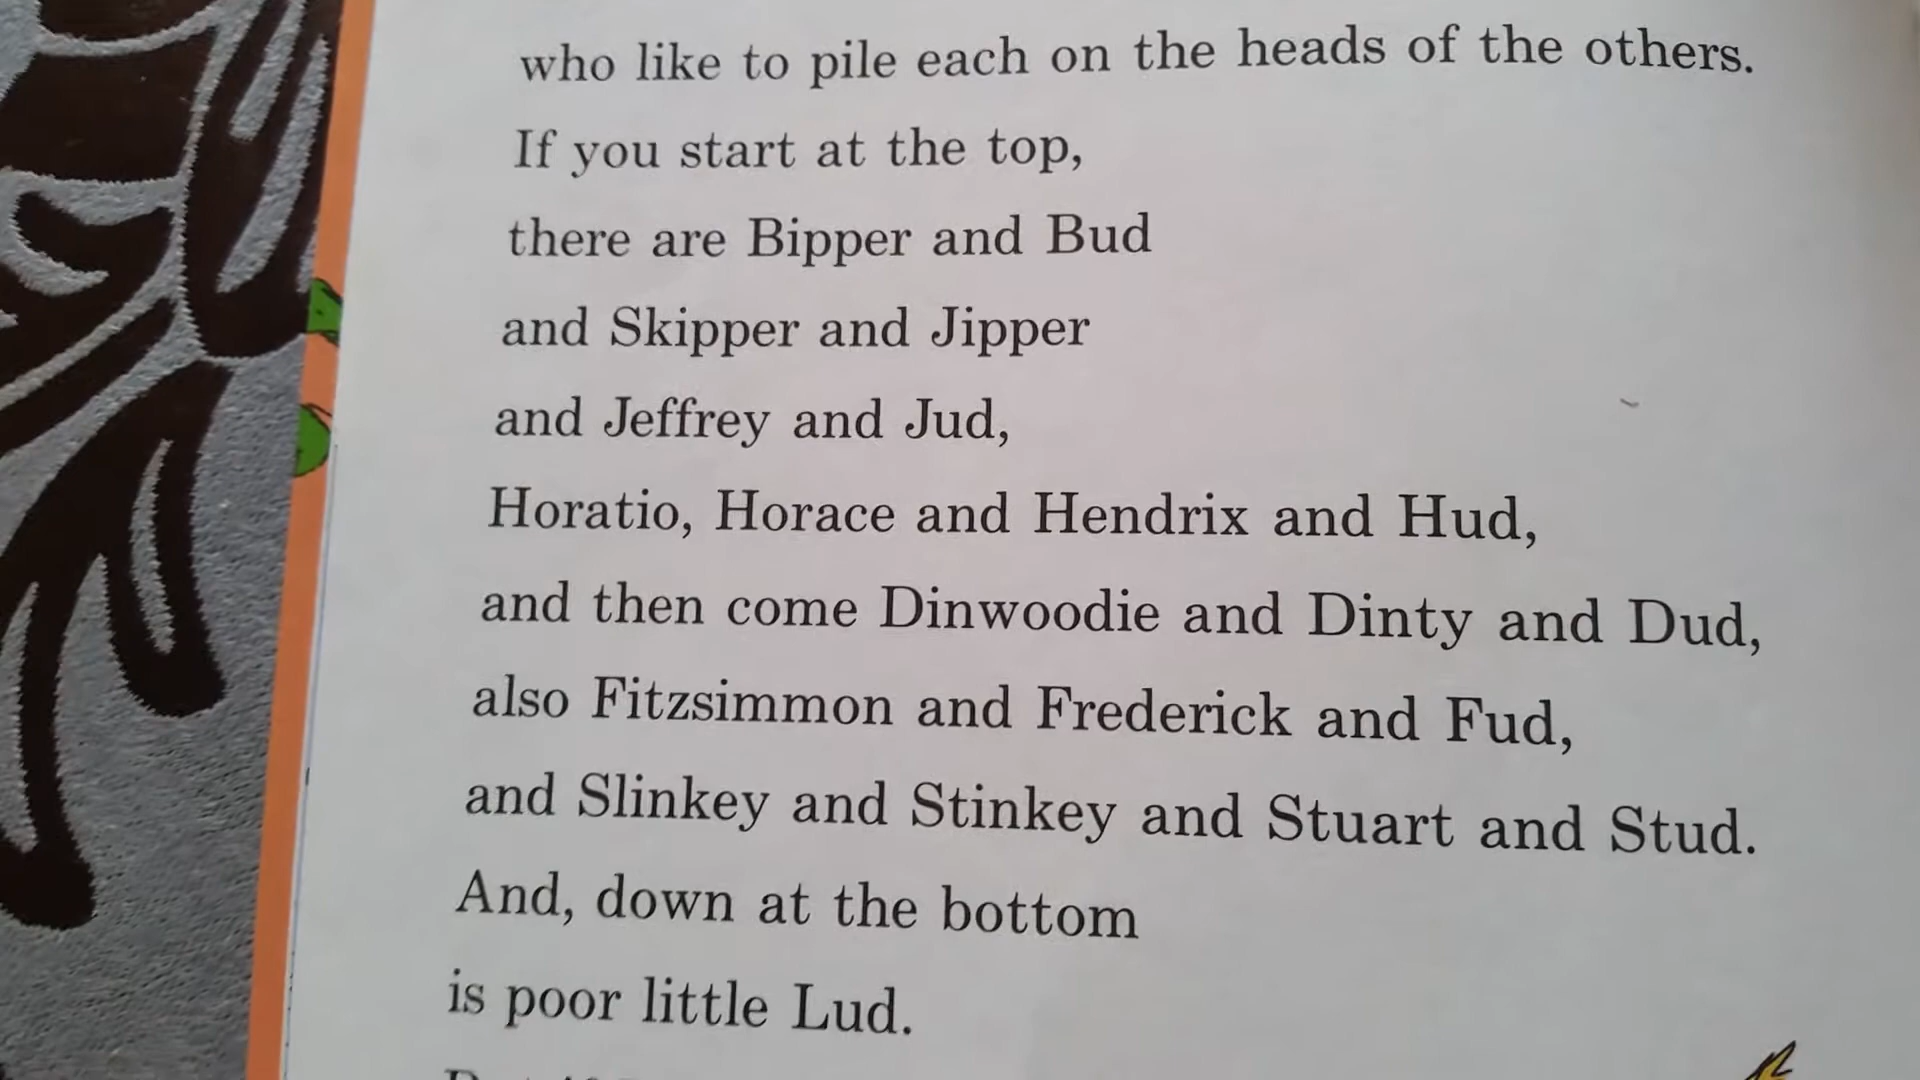 who like to pile each on the heads of the others.
If you start at the top,
there are Bipper and Bud
and Skipper and Jipper
and Jeffrey and Jud,
Horatio, Horace and Hendrix and Hud,
and then come Dinwoodie and Dinty and Dud,
also Fitzsimmon and Frederick and Fud,
and Slinkey and Stinkey and Stuart and Stud.
And, down at the bottom
is poor little Lud.